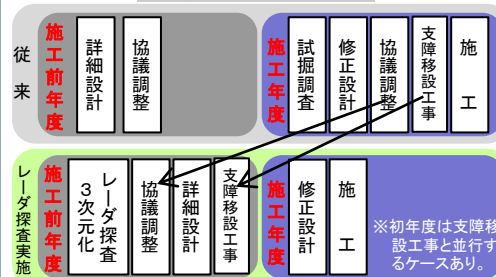 従来
施工前年度
詳細設計
協議調整
施工年度
試掘調査
修正設計
協議調整
支障移設工事
施工
レーダ探査実施
施工前年度
レーダ探査
3次元化
協議調整
詳細設計
支障移設工事
施工年度
修正設計
施工
※初年度は支障移
設工事と並行す
るケースあり。